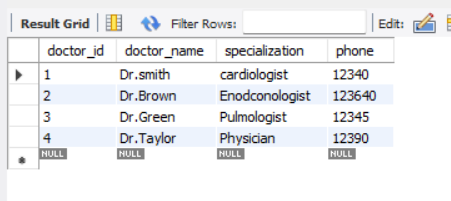 Result Grid Filter Rows: Edit:
doctor_id doctor_name specialization phone
1 Dr.smith cardiologist 12340
2 Dr.Brown Enodconologist 123640
3 Dr.Green Pulmologist 12345
4 Dr.Taylor Physician 12390
NULL NULL NULL NULL